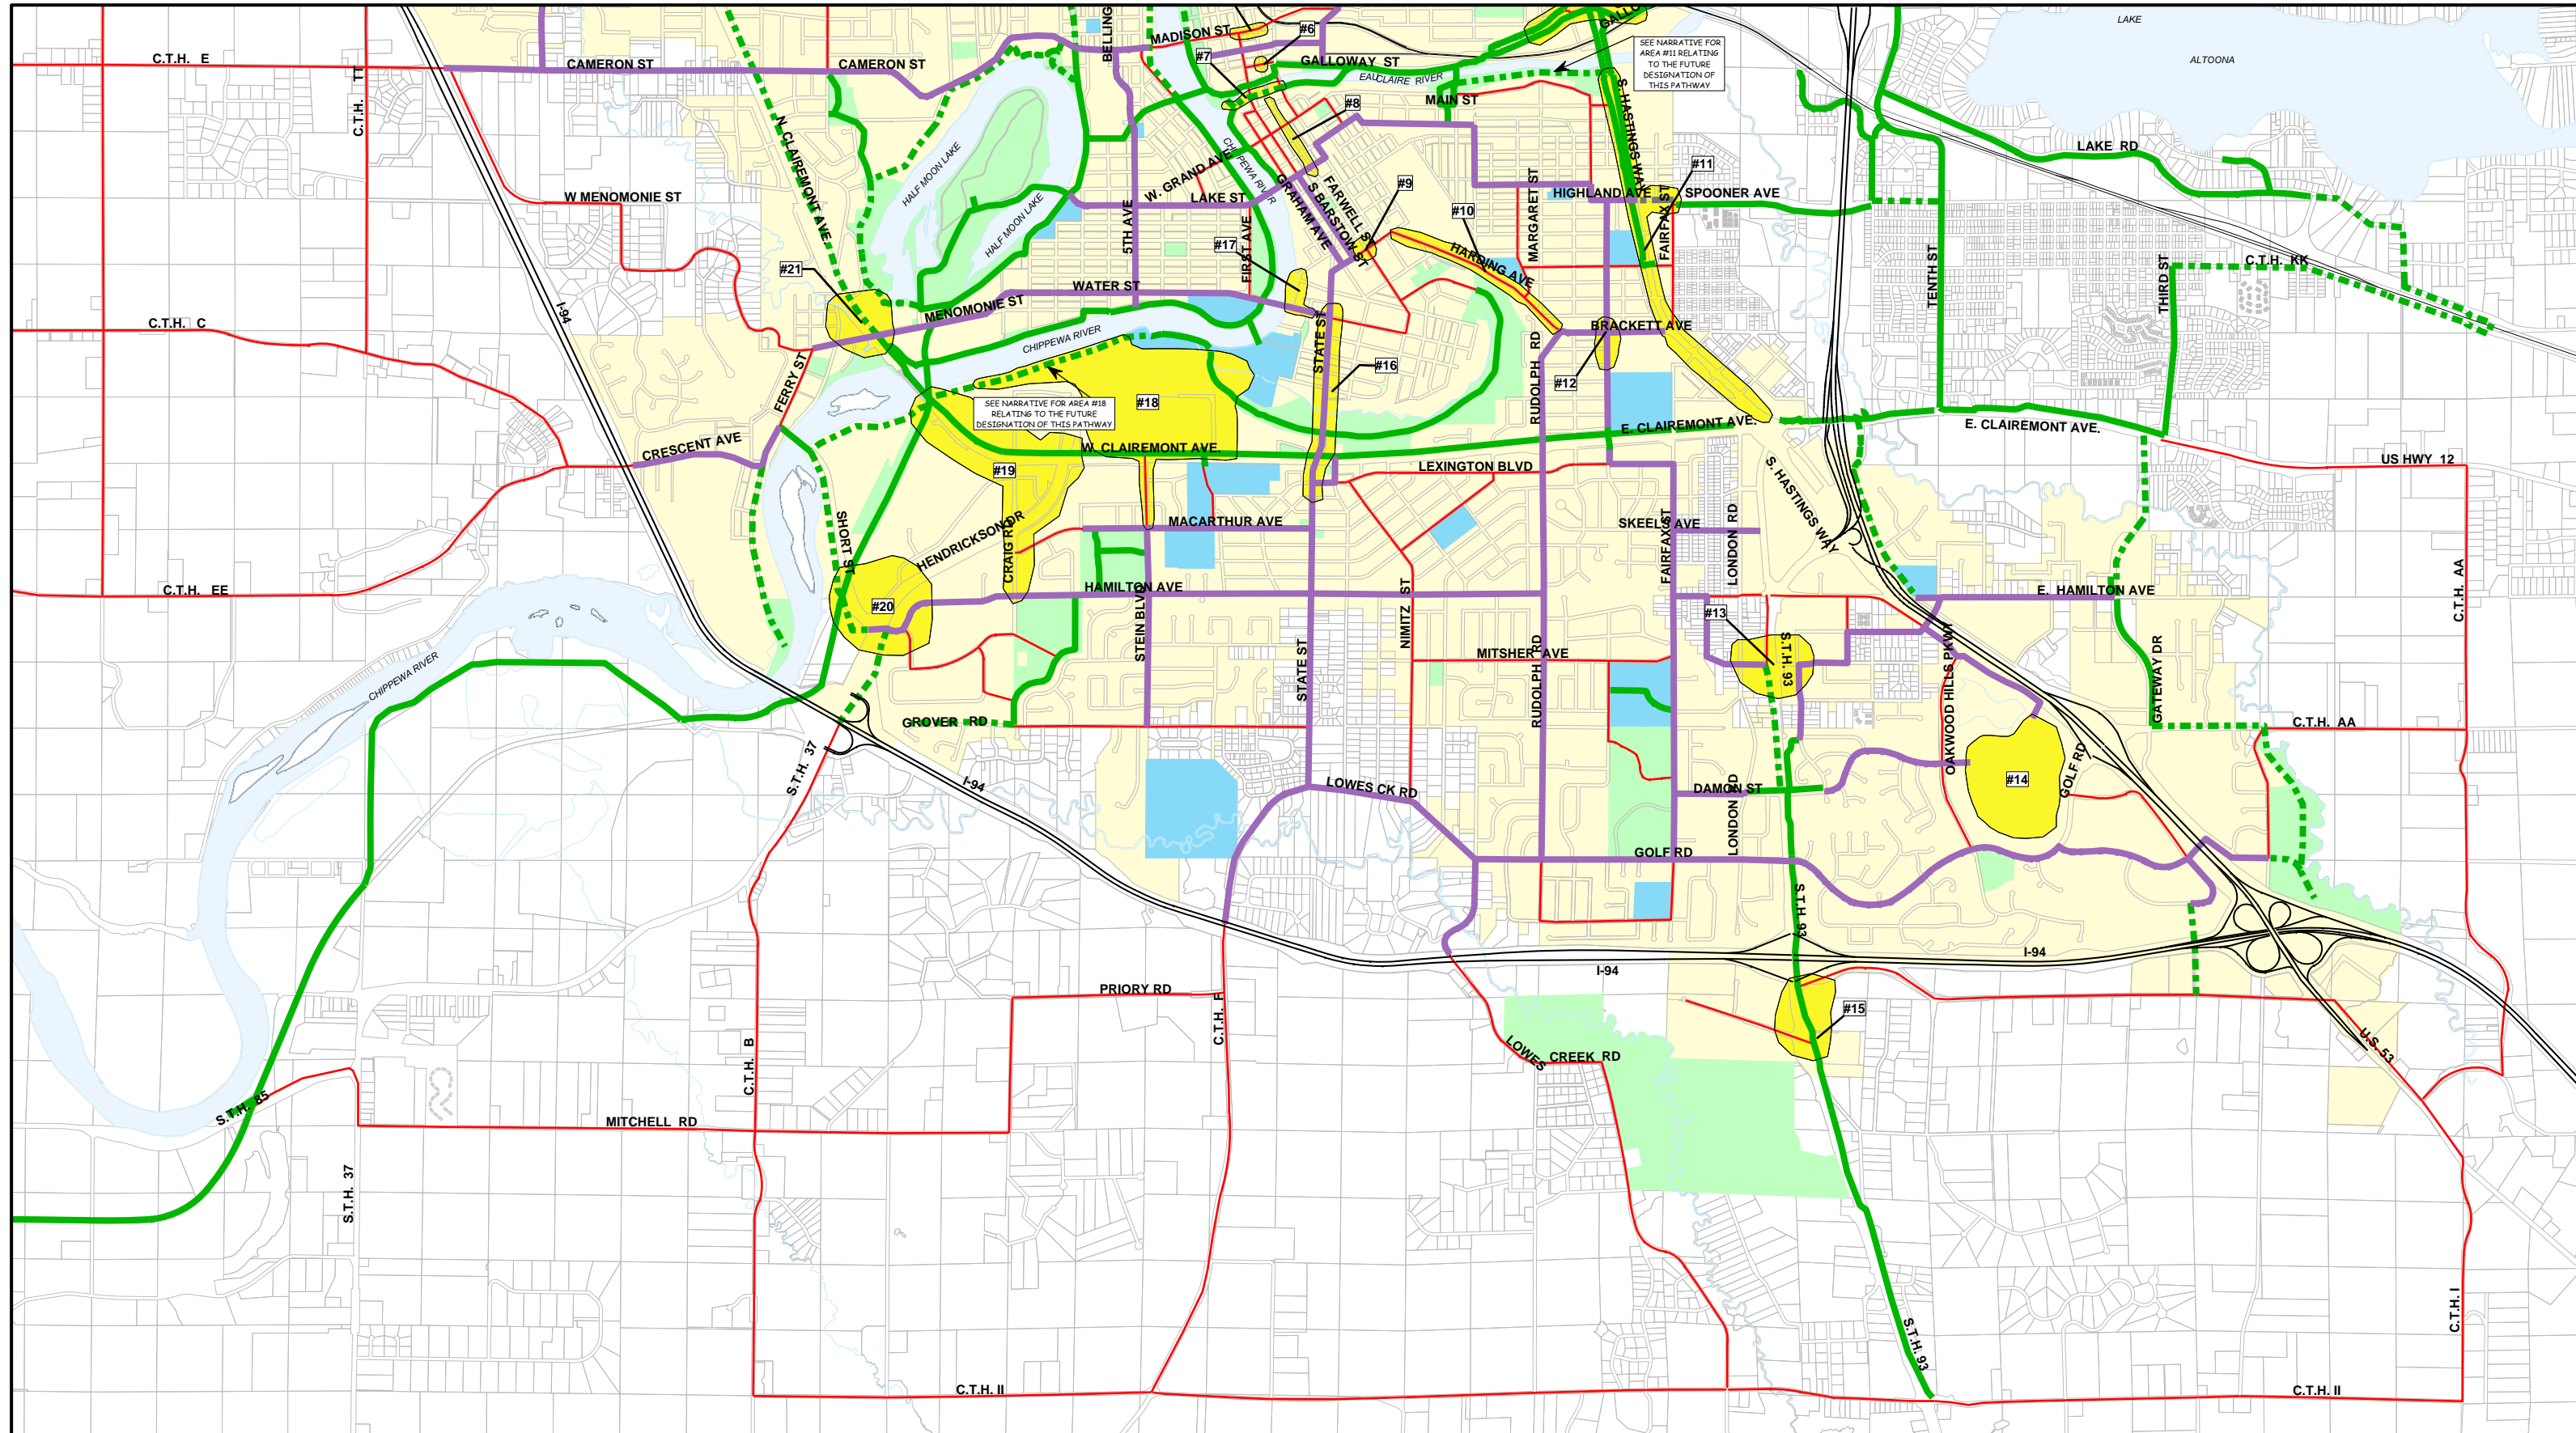 LAKE
ALTOONA
BELLING
MADISON ST
#6
#7
GALLO
SEE NARRATIVE FOR
AREA #11 RELATING
TO THE FUTURE
DESIGNATION OF
THIS PATHWAY
C.T.H. E
C.T.H. TT
CAMERON ST
CAMERON ST
GALLOWAY ST
EAU CLAIRE RIVER
MAIN ST
#8
S. HASTINGS WAY
N. CLAIREMONT AVE.
HALF MOON LAKE
HALF MOON LAKE
CHIPPEWA RIVER
LAKE RD
#11
W MENOMONIE ST
5TH AVE
W. GRAND AVE
LAKE ST
FIRST AVE
GRAHAM AVE
S BARSTOW ST
FARWELL ST
#9
#10
MARGARET ST
HIGHLAND AVE
FAIRFAX ST
SPOONER AVE
#17
HARDING AVE
TENTH ST
THIRD ST
C.T.H. KK
#21
WATER ST
MENOMONIE ST
I-94
C.T.H. C
CHIPPEWA RIVER
STATE ST
BRACKETT AVE
RUDOLPH RD
#16
#12
FERRY ST
SEE NARRATIVE FOR AREA #18
RELATING TO THE FUTURE
DESIGNATION OF THIS PATHWAY
#18
E. CLAIREMONT AVE.
E. CLAIREMONT AVE.
CRESCENT AVE
W. CLAIREMONT AVE.
#19
LEXINGTON BLVD
US HWY 12
S. HASTINGS WAY
SHORT ST
HENDRICKSON DR
CRAIG RD
MACARTHUR AVE
SKEELS AVE
FAIRFAX ST
LONDON RD
C.T.H. EE
#20
HAMILTON AVE
STEIN BLVD
NIMITZ ST
#13
E. HAMILTON AVE
C.T.H. AA
CHIPPEWA RIVER
STATE ST
MITSHER AVE
RUDOLPH RD
S.T.H. 93
OAKWOOD HILLS PKWY
GATEWAY DR
GROVER RD
C.T.H. AA
S.T.H. 37
I-94
LOWES CK RD
DAMON ST
LONDON RD
#14
GOLF RD
GOLF RD
S.T.H. 93
I-94
I-94
PRIORY RD
C.T.H. F
#15
C.T.H. B
LOWES CREEK RD
U.S. 53
S.T.H. 85
MITCHELL RD
S.T.H. 37
C.T.H. I
S.T.H. 93
C.T.H. II
C.T.H. II